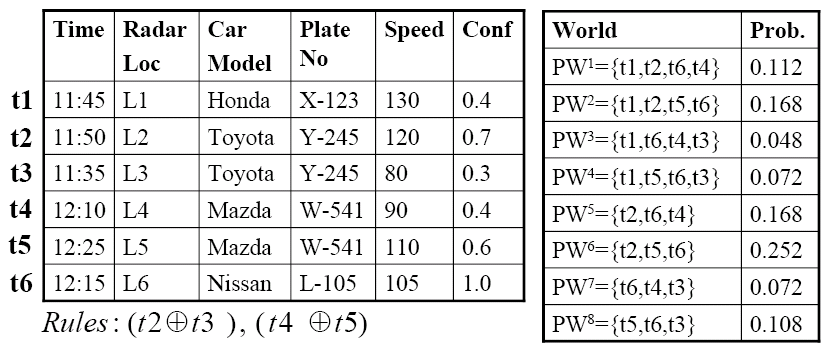 Time Radar Loc Car Model Plate No Speed Conf
t1 11:45 L1 Honda X-123 130 0.4
t2 11:50 L2 Toyota Y-245 120 0.7
t3 11:35 L3 Toyota Y-245 80 0.3
t4 12:10 L4 Mazda W-541 90 0.4
t5 12:25 L5 Mazda W-541 110 0.6
t6 12:15 L6 Nissan L-105 105 1.0
Rules: (t2⊕t3 ), (t4 ⊕t5)
World Prob.
PW¹={t1,t2,t6,t4} 0.112
PW²={t1,t2,t5,t6} 0.168
PW³={t1,t6,t4,t3} 0.048
PW⁴={t1,t5,t6,t3} 0.072
PW⁵={t2,t6,t4} 0.168
PW⁶={t2,t5,t6} 0.252
PW⁷={t6,t4,t3} 0.072
PW⁸={t5,t6,t3} 0.108